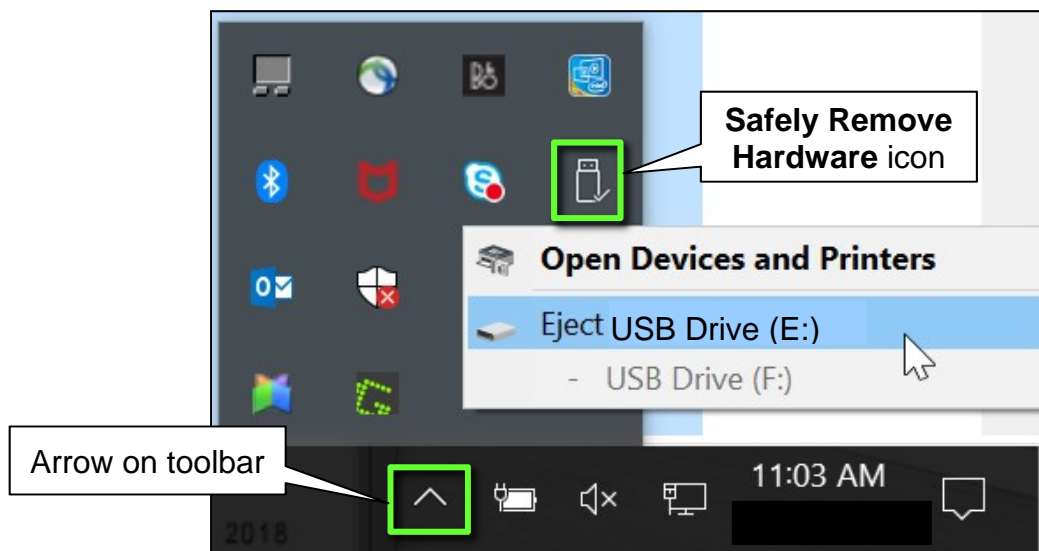 Safely Remove
Hardware icon
Open Devices and Printers
Eject USB Drive (E:)
- USB Drive (F:)
Arrow on toolbar
11:03 AM
2018